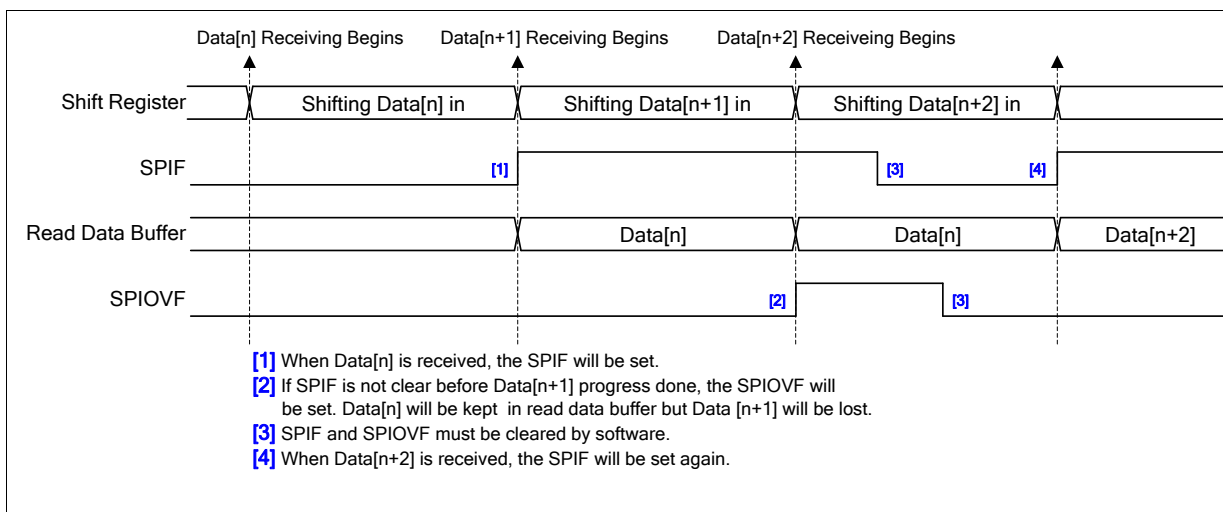 Data[n] Receiving Begins
Data[n+1] Receiving Begins
Data[n+2] Receiveing Begins
Shift Register
Shifting Data[n] in
Shifting Data[n+1] in
Shifting Data[n+2] in
SPIF
[1]
[3]
[4]
Read Data Buffer
Data[n]
Data[n]
Data[n+2]
SPIOVF
[2]
[3]
[1] When Data[n] is received, the SPIF will be set.
[2] If SPIF is not clear before Data[n+1] progress done, the SPIOVF will
be set. Data[n] will be kept in read data buffer but Data [n+1] will be lost.
[3] SPIF and SPIOVF must be cleared by software.
[4] When Data[n+2] is received, the SPIF will be set again.